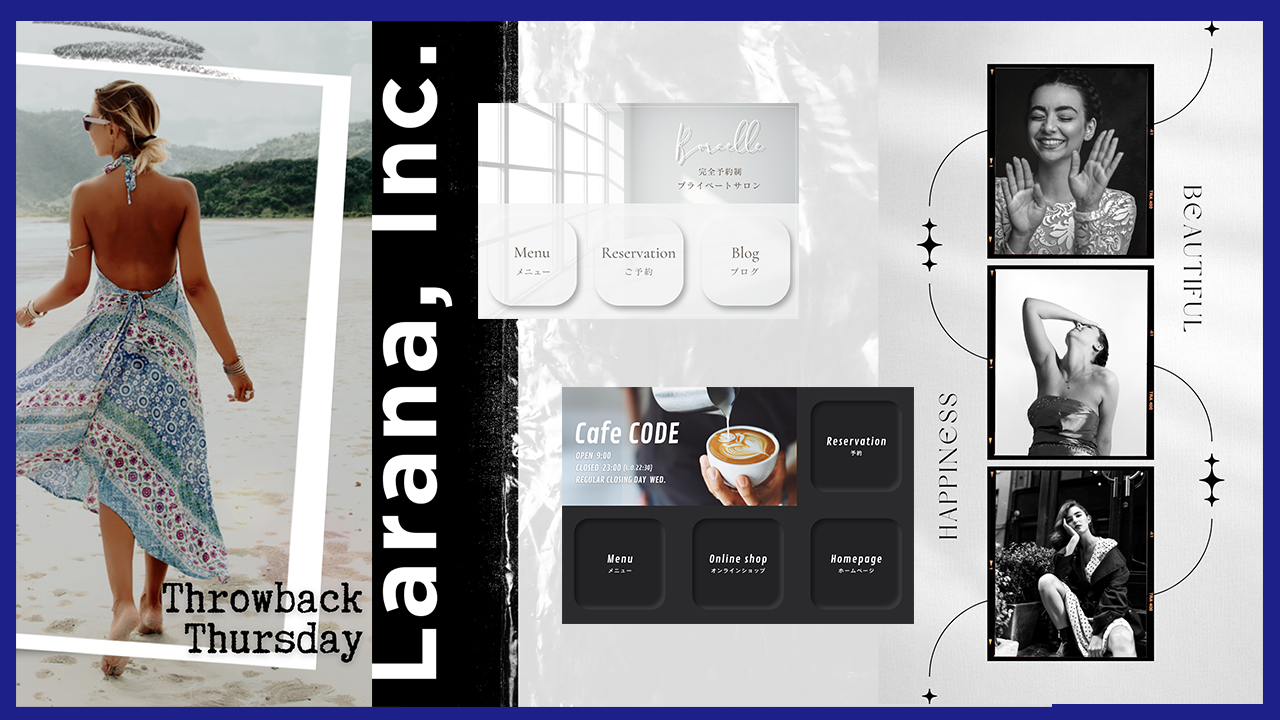 Throwback
Thursday
Larana, Inc.
Borcelle
完全予約制
プライベートサロン
Menu
メニュー
Reservation
ご予約
Blog
ブログ
Cafe CODE
OPEN 9:00
CLOSED 23:00 (L.O.22:30)
REGULAR CLOSING DAY WED.
Reservation
予約
Menu
メニュー
Online shop
オンラインショップ
Homepage
ホームページ
BEAUTIFUL
HAPPINESS